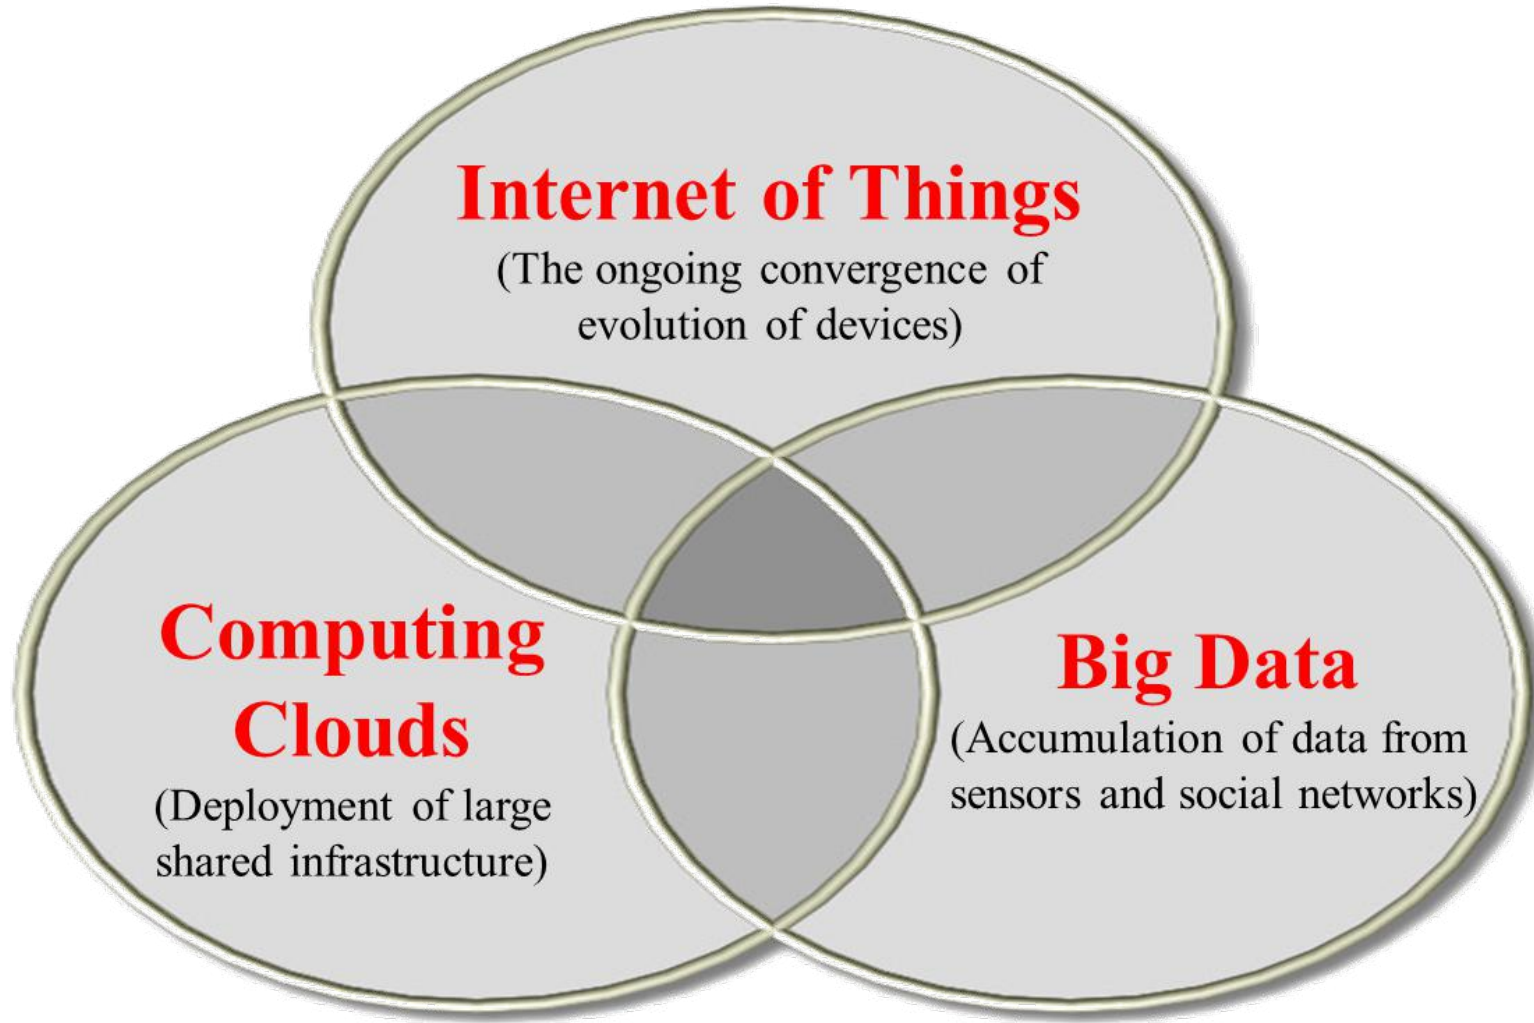 Internet of Things
(The ongoing convergence of
evolution of devices)
Computing
Clouds
(Deployment of large
shared infrastructure)
Big Data
(Accumulation of data from
sensors and social networks)